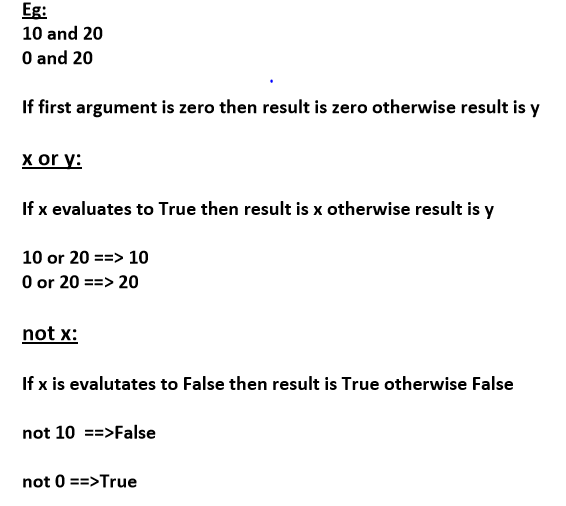 Eg:
10 and 20
0 and 20
If first argument is zero then result is zero otherwise result is y
x or y:
If x evaluates to True then result is x otherwise result is y
10 or 20 ==> 10
0 or 20 ==> 20
not x:
If x is evalutates to False then result is True otherwise False
not 10  ==>False
not 0 ==>True